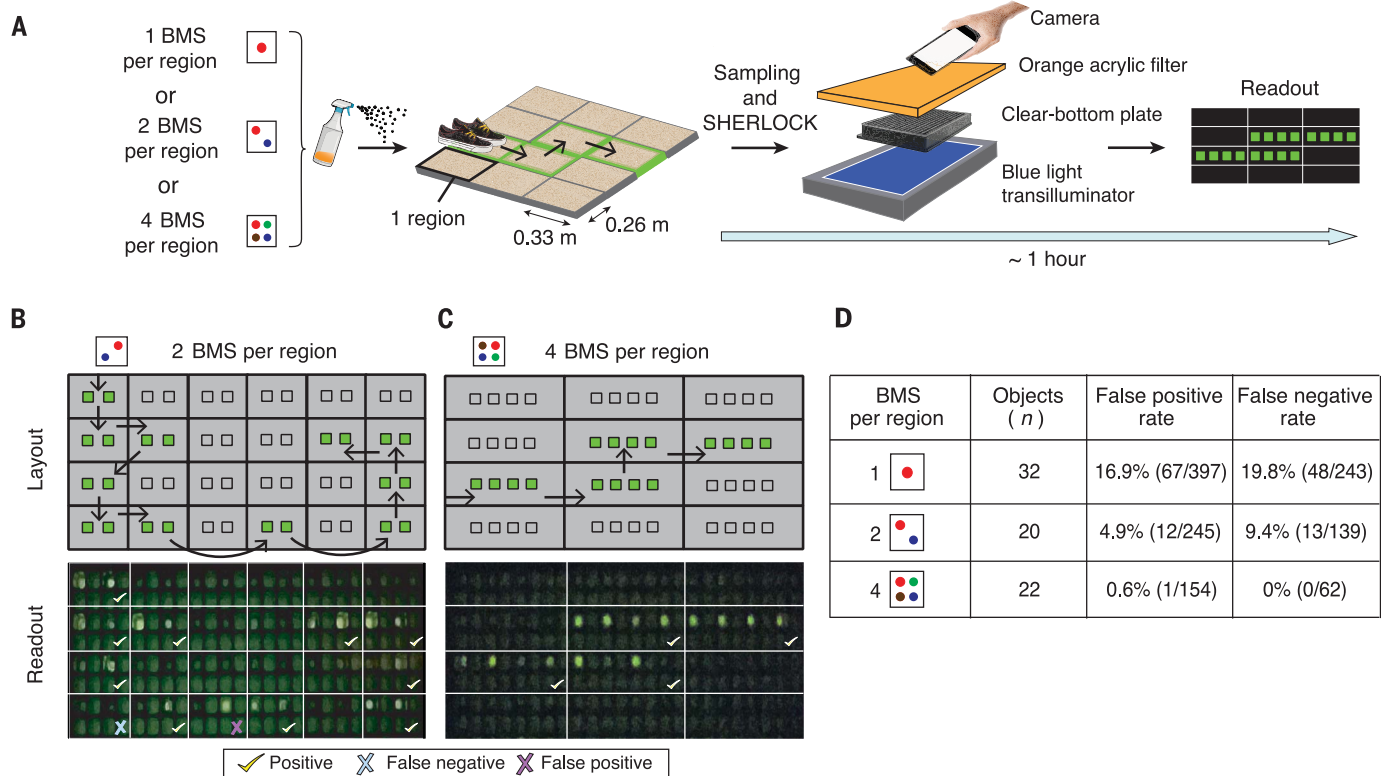 A
1 BMS
per region
or
2 BMS
per region
or
4 BMS
per region
1 region
0.33 m
0.26 m
Sampling
and
SHERLOCK
Camera
Orange acrylic filter
Clear-bottom plate
Blue light
transilluminator
Readout
~ 1 hour
B
2 BMS per region
C
4 BMS per region
Layout
Readout
Positive
False negative
False positive
D
BMS
per region
Objects
( n )
False positive
rate
False negative
rate
1
32
16.9% (67/397)
19.8% (48/243)
2
20
4.9% (12/245)
9.4% (13/139)
4
22
0.6% (1/154)
0% (0/62)